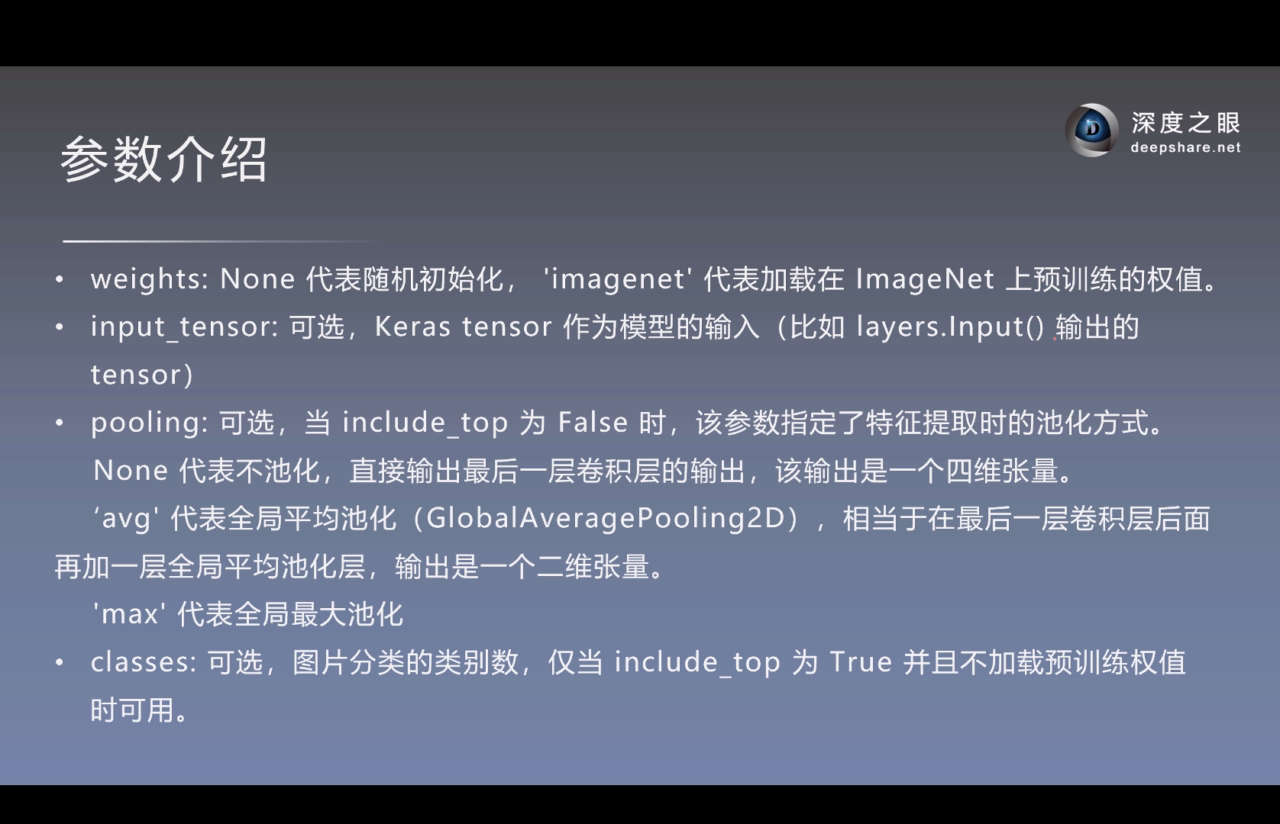 深度之眼
deepshare.net
参数介绍
• weights: None 代表随机初始化， 'imagenet' 代表加载在 ImageNet 上预训练的权值。
• input_tensor: 可选，Keras tensor 作为模型的输入（比如 layers.Input() 输出的
tensor）
• pooling: 可选，当 include_top 为 False 时，该参数指定了特征提取时的池化方式。
None 代表不池化，直接输出最后一层卷积层的输出，该输出是一个四维张量。
‘avg' 代表全局平均池化（GlobalAveragePooling2D），相当于在最后一层卷积层后面
再加一层全局平均池化层，输出是一个二维张量。
'max' 代表全局最大池化
• classes: 可选，图片分类的类别数，仅当 include_top 为 True 并且不加载预训练权值
时可用。